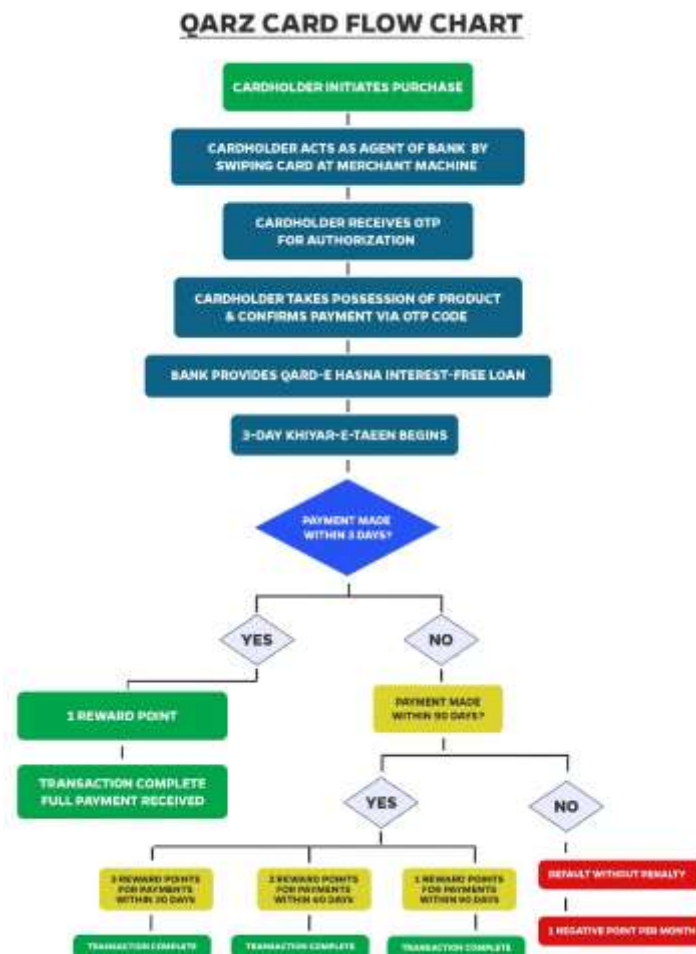 QARZ CARD FLOW CHART
CARDHOLDER INITIATES PURCHASE
CARDHOLDER ACTS AS AGENT OF BANK BY
SWIPING CARD AT MERCHANT MACHINE
CARDHOLDER RECEIVES OTP
FOR AUTHORIZATION
CARDHOLDER TAKES POSSESSION OF PRODUCT
& CONFIRMS PAYMENT VIA OTP CODE
BANK PROVIDES QARD-E HASNA INTEREST-FREE LOAN
3-DAY KHIYAR-E-TAEEN BEGINS
PAYMENT MADE
WITHIN 3 DAYS?
YES
NO
1 REWARD POINT
TRANSACTION COMPLETE
FULL PAYMENT RECEIVED
PAYMENT MADE
WITHIN 90 DAYS?
YES
NO
3 REWARD POINTS
FOR PAYMENTS
WITHIN 30 DAYS
2 REWARD POINTS
FOR PAYMENTS
WITHIN 60 DAYS
1 REWARD POINTS
FOR PAYMENTS
WITHIN 90 DAYS
DEFAULT WITHOUT PENALTY
1 NEGATIVE POINT PER MONTH
TRANSACTION COMPLETE
TRANSACTION COMPLETE
TRANSACTION COMPLETE